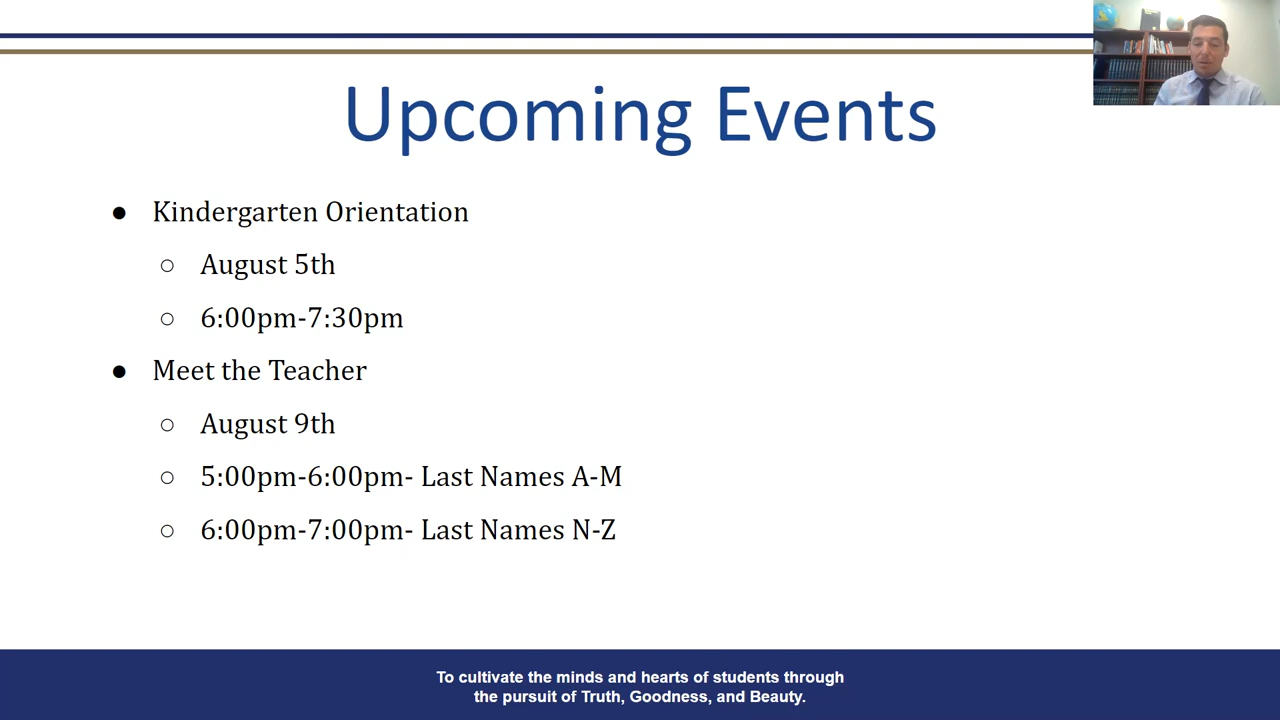 Upcoming Events
● Kindergarten Orientation
○ August 5th
○ 6:00pm-7:30pm
● Meet the Teacher
○ August 9th
○ 5:00pm-6:00pm- Last Names A-M
○ 6:00pm-7:00pm- Last Names N-Z
To cultivate the minds and hearts of students through
the pursuit of Truth, Goodness, and Beauty.